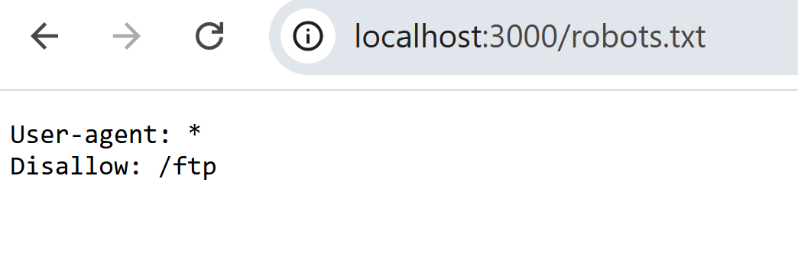 localhost:3000/robots.txt
User-agent: *
Disallow: /ftp